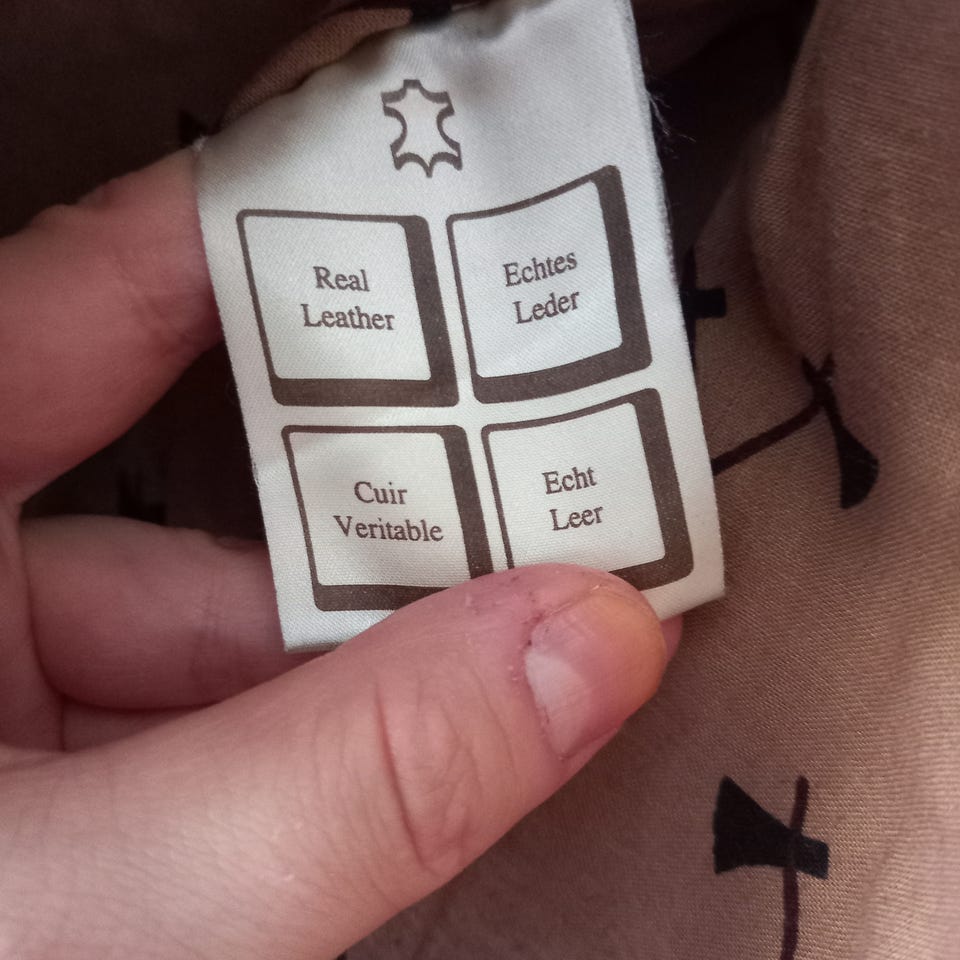 Real
Leather
Echtes
Leder
Cuir
Veritable
Echt
Leer